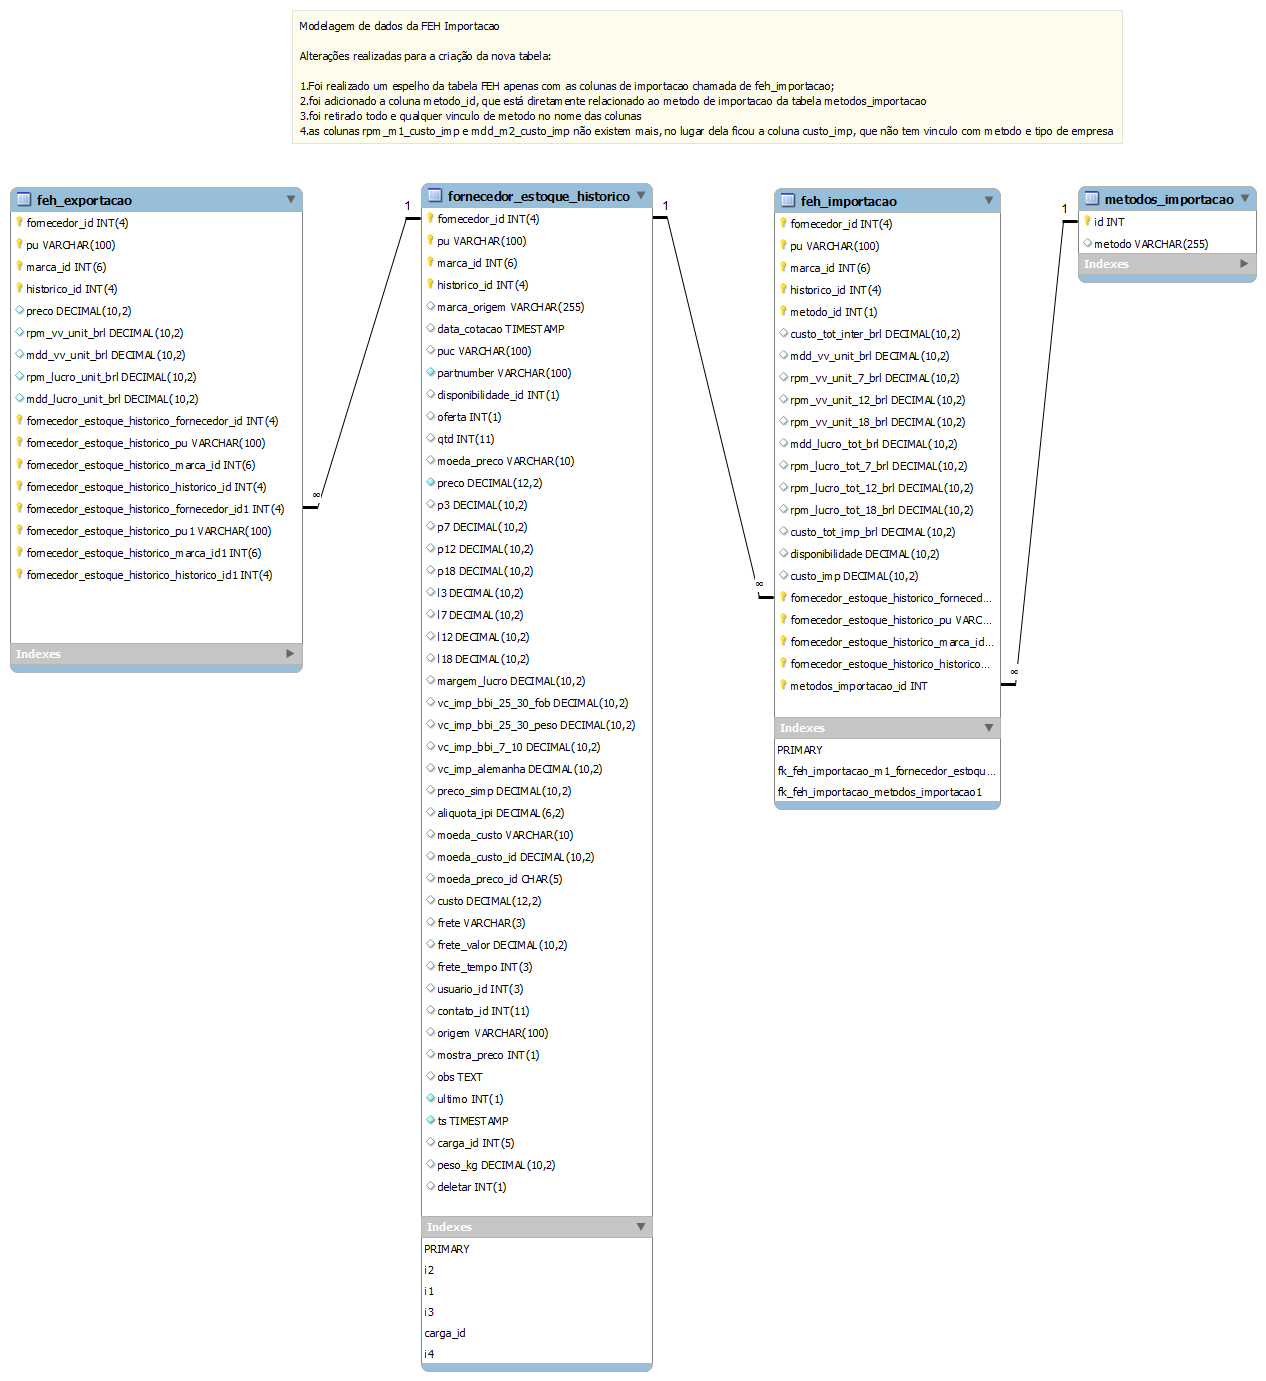 Modelagem de dados da FEH Importacao
Alterações realizadas para a criação da nova tabela:
1.Foi realizado um espelho da tabela FEH apenas com as colunas de importacao chamada de feh_importacao;
2.foi adicionado a coluna metodo_id, que está diretamente relacionado ao metodo de importacao da tabela metodos_importacao
3.foi retirado todo e qualquer vinculo de metodo no nome das colunas
4.as colunas rpm_m1_custo_imp e mdd_m2_custo_imp não existem mais, no lugar dela ficou a coluna custo_imp, que não tem vinculo com metodo e tipo de empresa
feh_exportacao
fornecedor_id INT(4)
pu VARCHAR(100)
marca_id INT(6)
historico_id INT(4)
preco DECIMAL(10,2)
rpm_vv_unit_brl DECIMAL(10,2)
mdd_vv_unit_brl DECIMAL(10,2)
rpm_lucro_unit_brl DECIMAL(10,2)
mdd_lucro_unit_brl DECIMAL(10,2)
fornecedor_estoque_historico_fornecedor_id INT(4)
fornecedor_estoque_historico_pu VARCHAR(100)
fornecedor_estoque_historico_marca_id INT(6)
fornecedor_estoque_historico_historico_id INT(4)
fornecedor_estoque_historico_fornecedor_id1 INT(4)
fornecedor_estoque_historico_pu1 VARCHAR(100)
fornecedor_estoque_historico_marca_id1 INT(6)
fornecedor_estoque_historico_historico_id1 INT(4)
Indexes
1
∞
fornecedor_estoque_historico
fornecedor_id INT(4)
pu VARCHAR(100)
marca_id INT(6)
historico_id INT(4)
marca_origem VARCHAR(255)
data_cotacao TIMESTAMP
puc VARCHAR(100)
partnumber VARCHAR(100)
disponibilidade_id INT(1)
oferta INT(1)
qtd INT(11)
moeda_preco VARCHAR(10)
preco DECIMAL(12,2)
p3 DECIMAL(10,2)
p7 DECIMAL(10,2)
p12 DECIMAL(10,2)
p18 DECIMAL(10,2)
l3 DECIMAL(10,2)
l7 DECIMAL(10,2)
l12 DECIMAL(10,2)
l18 DECIMAL(10,2)
margem_lucro DECIMAL(10,2)
vc_imp_bbi_25_30_fob DECIMAL(10,2)
vc_imp_bbi_25_30_peso DECIMAL(10,2)
vc_imp_bbi_7_10 DECIMAL(10,2)
vc_imp_alemanha DECIMAL(10,2)
preco_simp DECIMAL(10,2)
aliquota_ipi DECIMAL(6,2)
moeda_custo VARCHAR(10)
moeda_custo_id DECIMAL(10,2)
moeda_preco_id CHAR(5)
custo DECIMAL(12,2)
frete VARCHAR(3)
frete_valor DECIMAL(10,2)
frete_tempo INT(3)
usuario_id INT(3)
contato_id INT(11)
origem VARCHAR(100)
mostra_preco INT(1)
obs TEXT
ultimo INT(1)
ts TIMESTAMP
carga_id INT(5)
peso_kg DECIMAL(10,2)
deletar INT(1)
Indexes
PRIMARY
i2
i1
i3
carga_id
i4
1
∞
feh_importacao
fornecedor_id INT(4)
pu VARCHAR(100)
marca_id INT(6)
historico_id INT(4)
metodo_id INT(1)
custo_tot_inter_brl DECIMAL(10,2)
mdd_vv_unit_brl DECIMAL(10,2)
rpm_vv_unit_7_brl DECIMAL(10,2)
rpm_vv_unit_12_brl DECIMAL(10,2)
rpm_vv_unit_18_brl DECIMAL(10,2)
mdd_lucro_tot_brl DECIMAL(10,2)
rpm_lucro_tot_7_brl DECIMAL(10,2)
rpm_lucro_tot_12_brl DECIMAL(10,2)
rpm_lucro_tot_18_brl DECIMAL(10,2)
custo_tot_imp_brl DECIMAL(10,2)
disponibilidade DECIMAL(10,2)
custo_imp DECIMAL(10,2)
fornecedor_estoque_historico_forneced...
fornecedor_estoque_historico_pu VARC...
fornecedor_estoque_historico_marca_id...
fornecedor_estoque_historico_historico...
metodos_importacao_id INT
Indexes
PRIMARY
fk_feh_importacao_m1_fornecedor_estoqu...
fk_feh_importacao_metodos_importacao1
1
∞
metodos_importacao
id INT
metodo VARCHAR(255)
Indexes